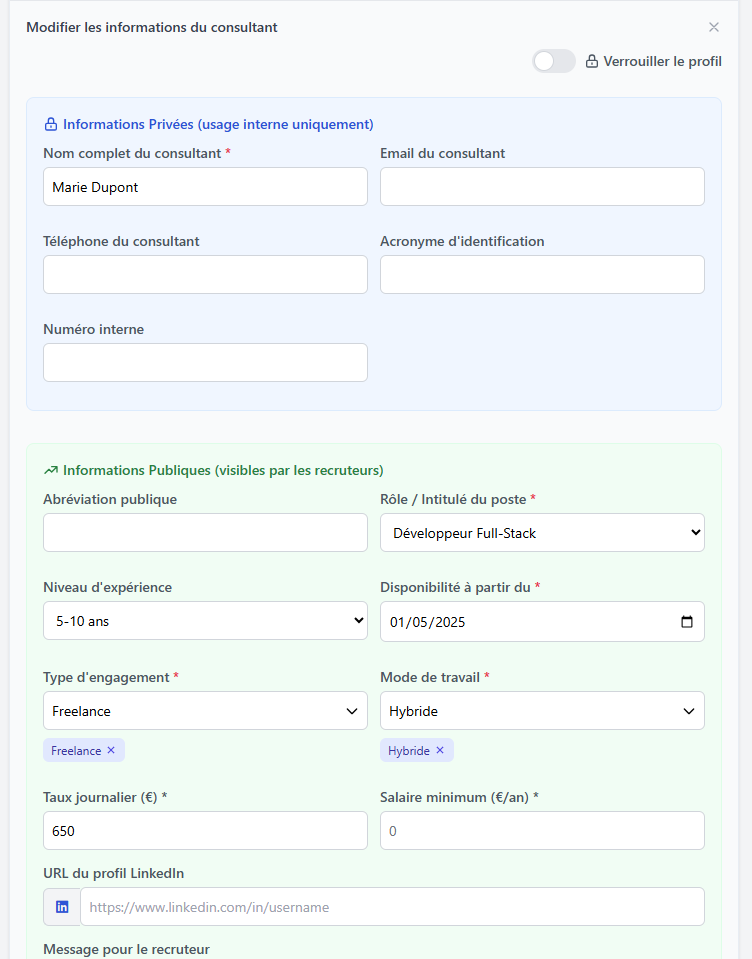 Modifier les informations du consultant
Verrouiller le profil
Informations Privées (usage interne uniquement)
Nom complet du consultant * Email du consultant
Marie Dupont
Téléphone du consultant Acronyme d'identification
Numéro interne
Informations Publiques (visibles par les recruteurs)
Abréviation publique Rôle / Intitulé du poste *
Développeur Full-Stack
Niveau d'expérience Disponibilité à partir du *
5-10 ans 01/05/2025
Type d'engagement * Mode de travail *
Freelance Hybride
Freelance × Hybride ×
Taux journalier (€) * Salaire minimum (€/an) *
650 0
URL du profil LinkedIn
in https://www.linkedin.com/in/username
Message pour le recruteur